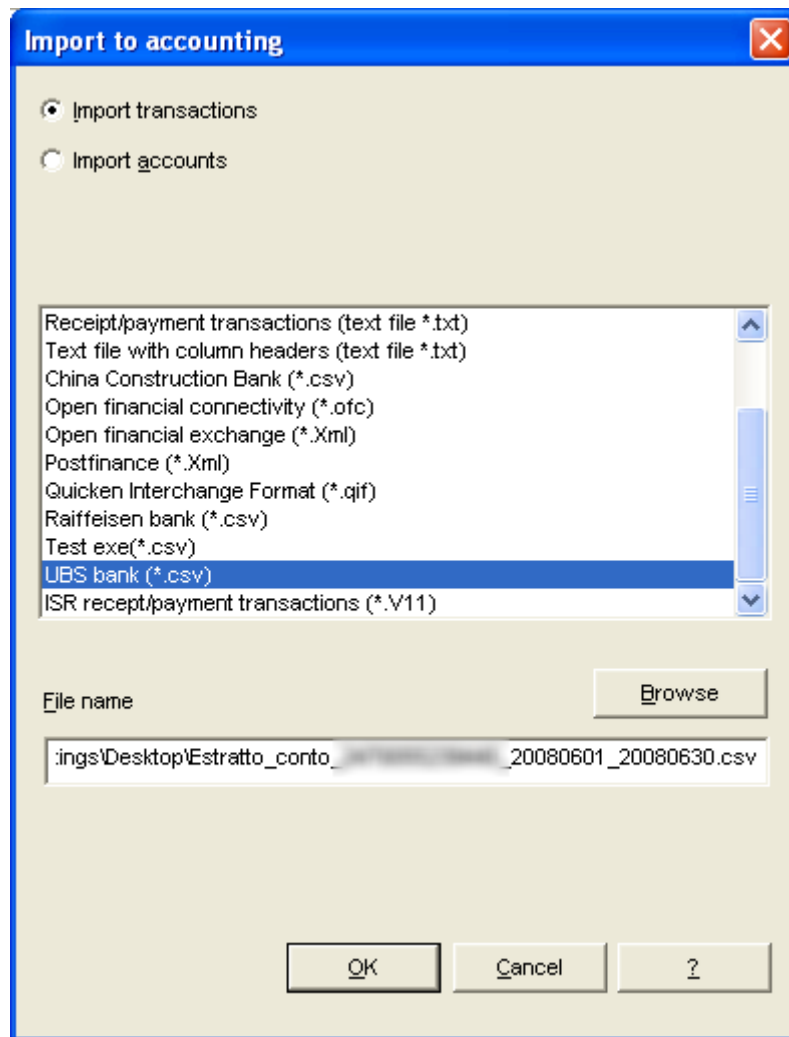 Import to accounting
Import transactions
Import accounts
Receipt/payment transactions (text file *.txt)
Text file with column headers (text file *.txt)
China Construction Bank (*.csv)
Open financial connectivity (*.ofc)
Open financial exchange (*.Xml)
Postfinance (*.Xml)
Quicken Interchange Format (*.qif)
Raiffeisen bank (*.csv)
Test exe(*.csv)
UBS bank (*.csv)
ISR recept/payment transactions (*.V11)
Browse
File name
:ings\Desktop\Estratto_conto_ _20080601_20080630.csv
OK
Cancel
?